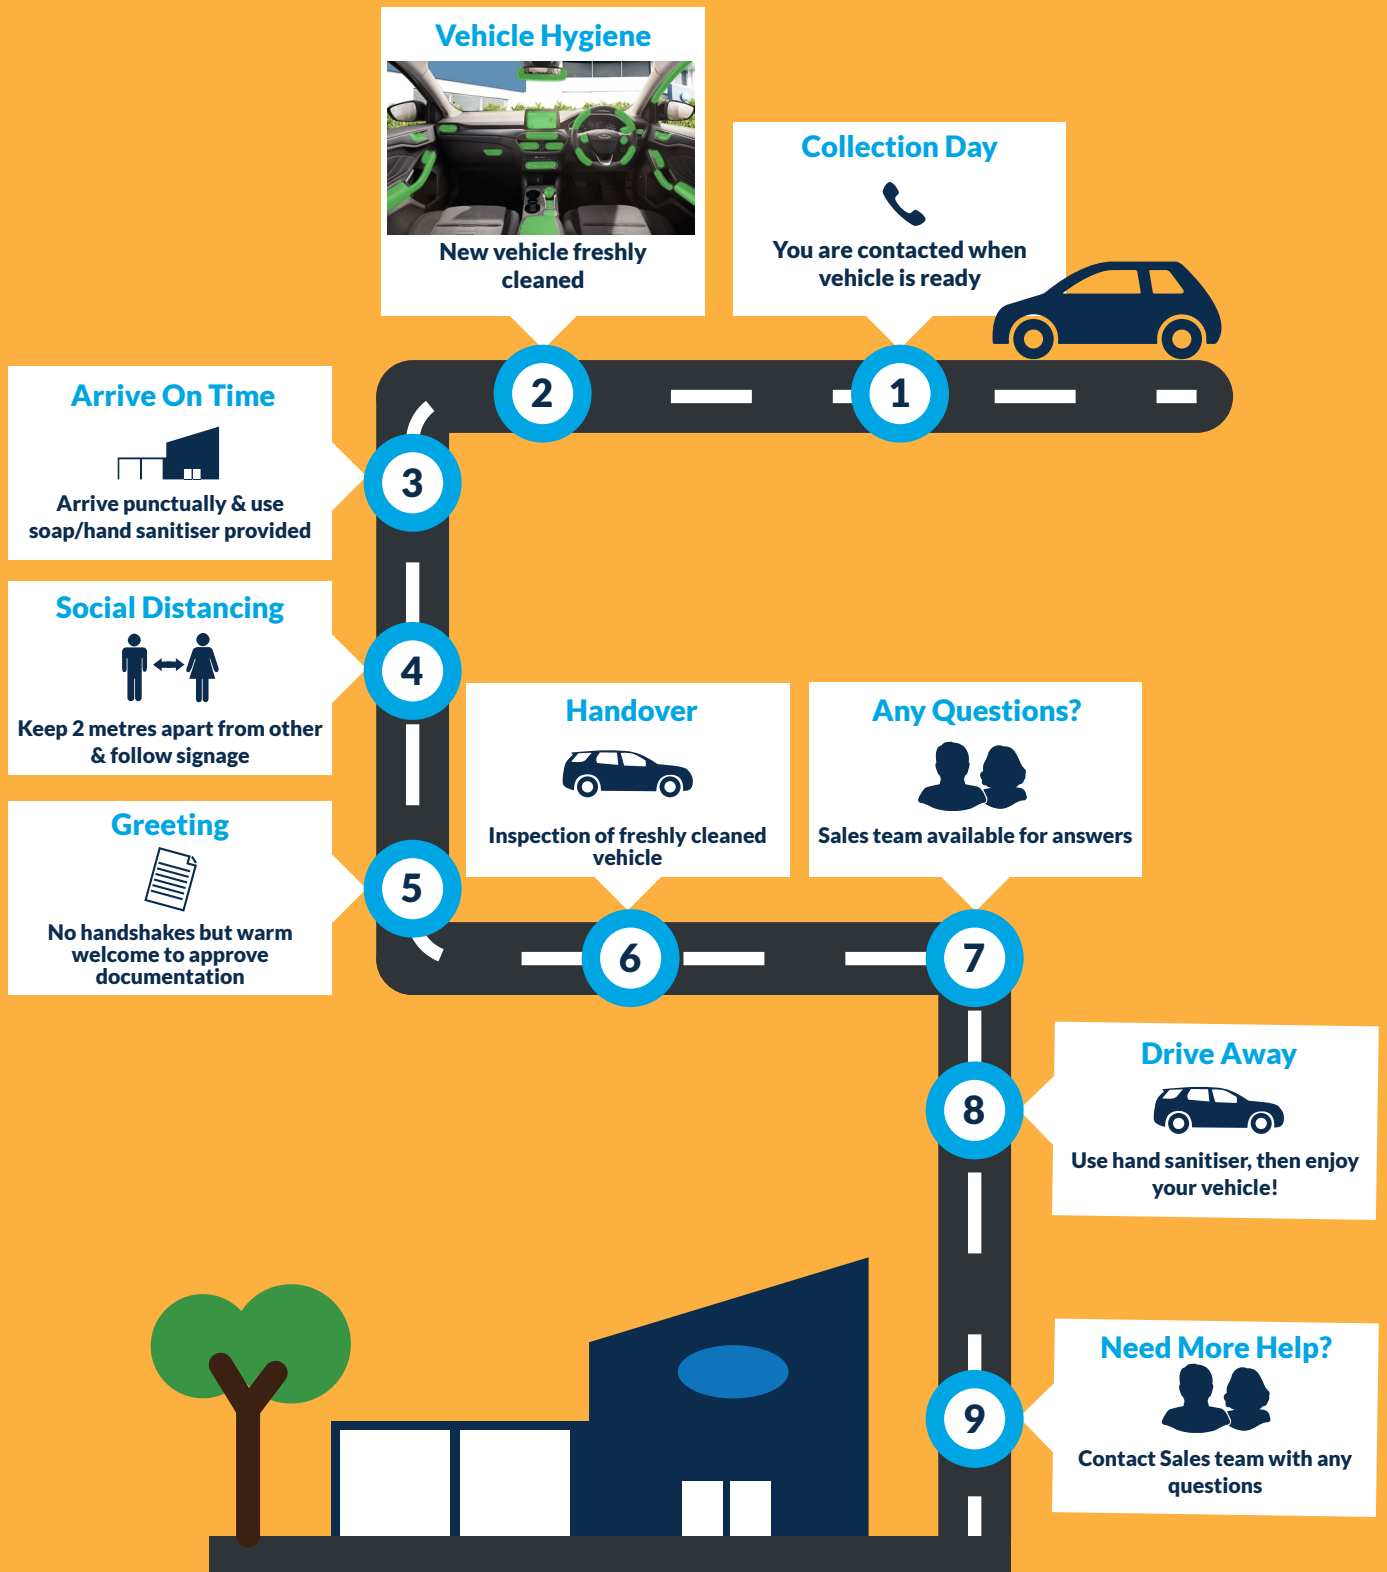 Collection Day
You are contacted when
vehicle is ready
1
Vehicle Hygiene
New vehicle freshly
cleaned
2
Arrive On Time
Arrive punctually & use
soap/hand sanitiser provided
3
Social Distancing
Keep 2 metres apart from other
& follow signage
4
Greeting
No handshakes but warm
welcome to approve
documentation
5
Handover
Inspection of freshly cleaned
vehicle
6
Any Questions?
Sales team available for answers
7
Drive Away
Use hand sanitiser, then enjoy
your vehicle!
8
Need More Help?
Contact Sales team with any
questions
9